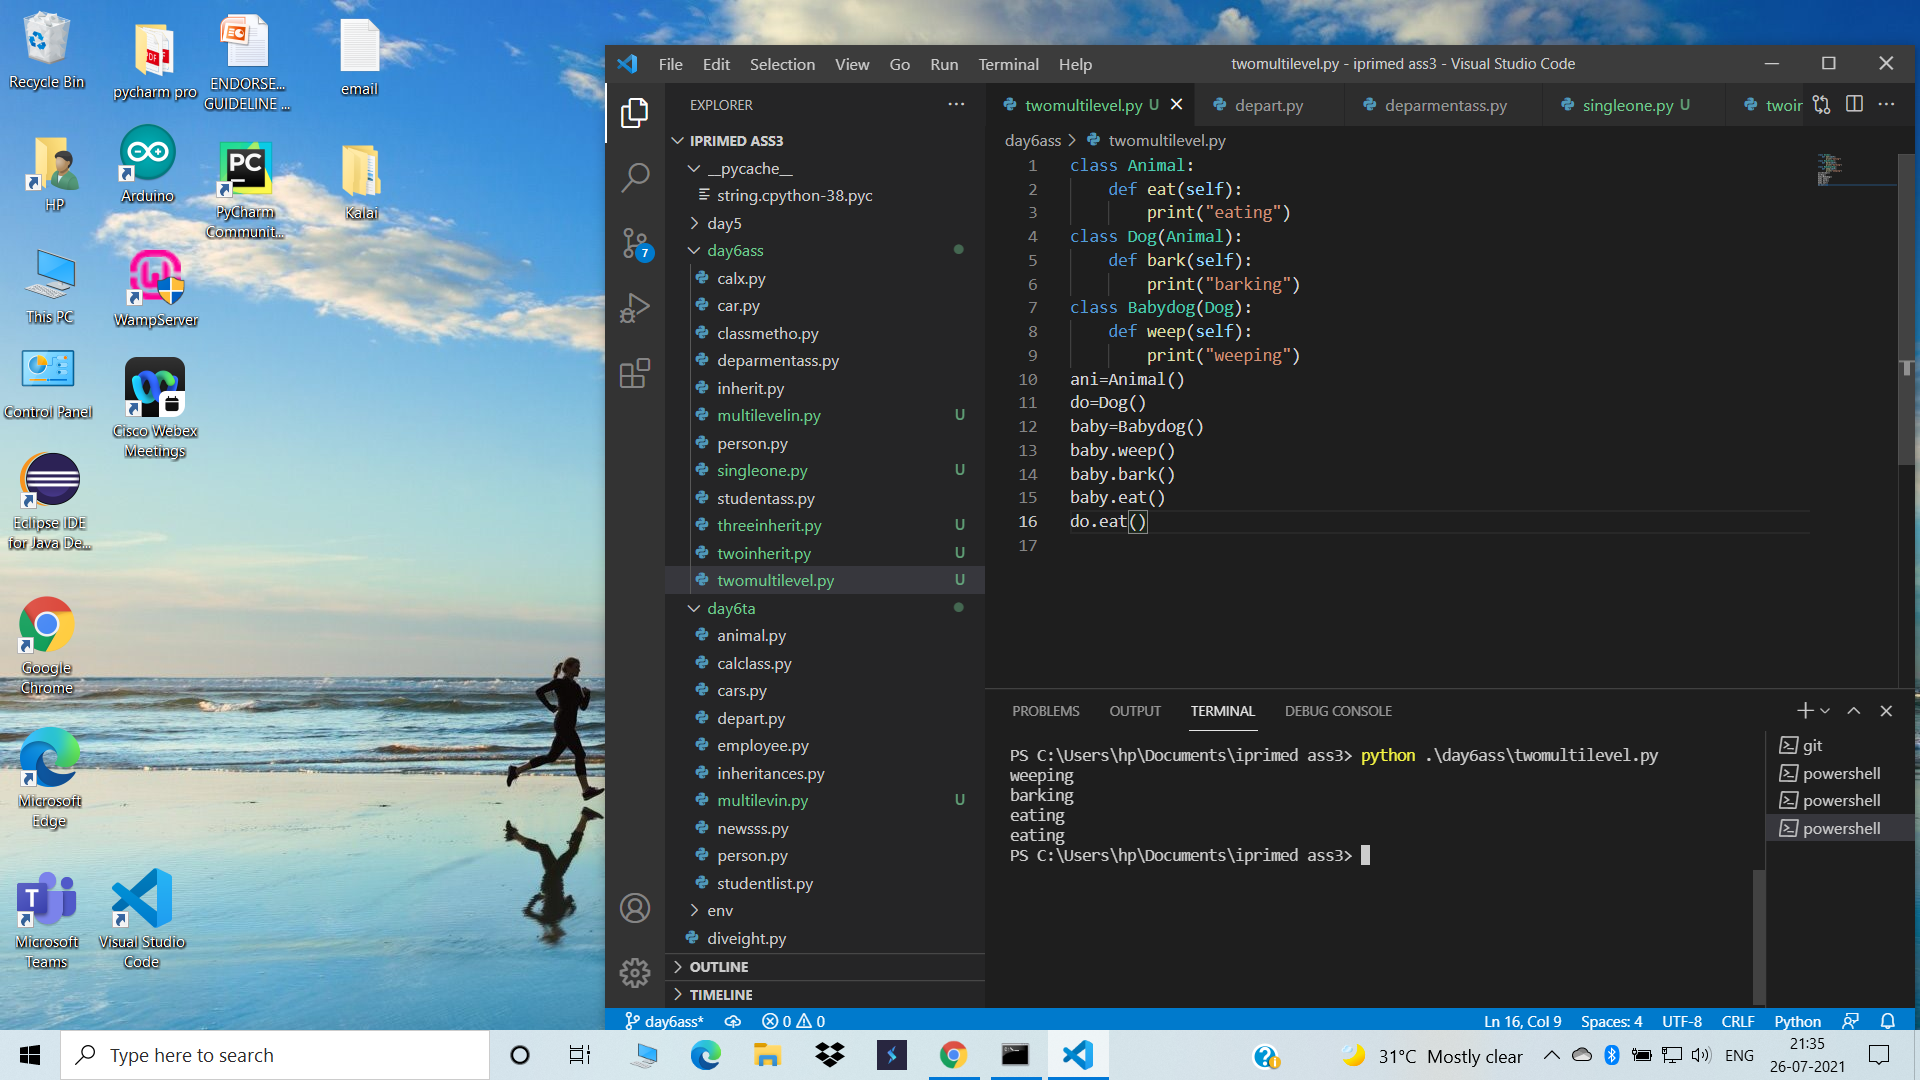 Recycle Bin
pycharm pro
ENDORSE...
GUIDELINE ...
email
HP
Arduino
PyCharm
Communit...
Kalai
This PC
WampServer
Control Panel
Cisco Webex
Meetings
Eclipse IDE
for Java De...
Google
Chrome
Microsoft
Edge
Microsoft
Teams
Visual Studio
Code
File Edit Selection View Go Run Terminal Help
twomultilevel.py - iprimed ass3 - Visual Studio Code
EXPLORER
IPRIMED ASS3
__pycache__
string.cpython-38.pyc
day5
day6ass
calx.py
car.py
classmetho.py
deparmentass.py
inherit.py
multilevelin.py U
person.py
singleone.py U
studentass.py
threeinherit.py U
twoinherit.py U
twomultilevel.py U
day6ta
animal.py
calclass.py
cars.py
depart.py
employee.py
inheritances.py
multilevin.py U
newsss.py
person.py
studentlist.py
env
diveight.py
OUTLINE
TIMELINE
7
twomultilevel.py U depart.py deparmentass.py singleone.py U twoir
day6ass > twomultilevel.py
1 class Animal:
2 def eat(self):
3 print("eating")
4 class Dog(Animal):
5 def bark(self):
6 print("barking")
7 class Babydog(Dog):
8 def weep(self):
9 print("weeping")
10 ani=Animal()
11 do=Dog()
12 baby=Babydog()
13 baby.weep()
14 baby.bark()
15 baby.eat()
16 do.eat()
17
PROBLEMS OUTPUT TERMINAL DEBUG CONSOLE
PS C:\Users\hp\Documents\iprimed ass3> python .\day6ass\twomultilevel.py
weeping
barking
eating
eating
PS C:\Users\hp\Documents\iprimed ass3>
git
powershell
powershell
powershell
day6ass* 0 0 Ln 16, Col 9 Spaces: 4 UTF-8 CRLF Python
Type here to search
31°C Mostly clear
ENG
21:35
26-07-2021